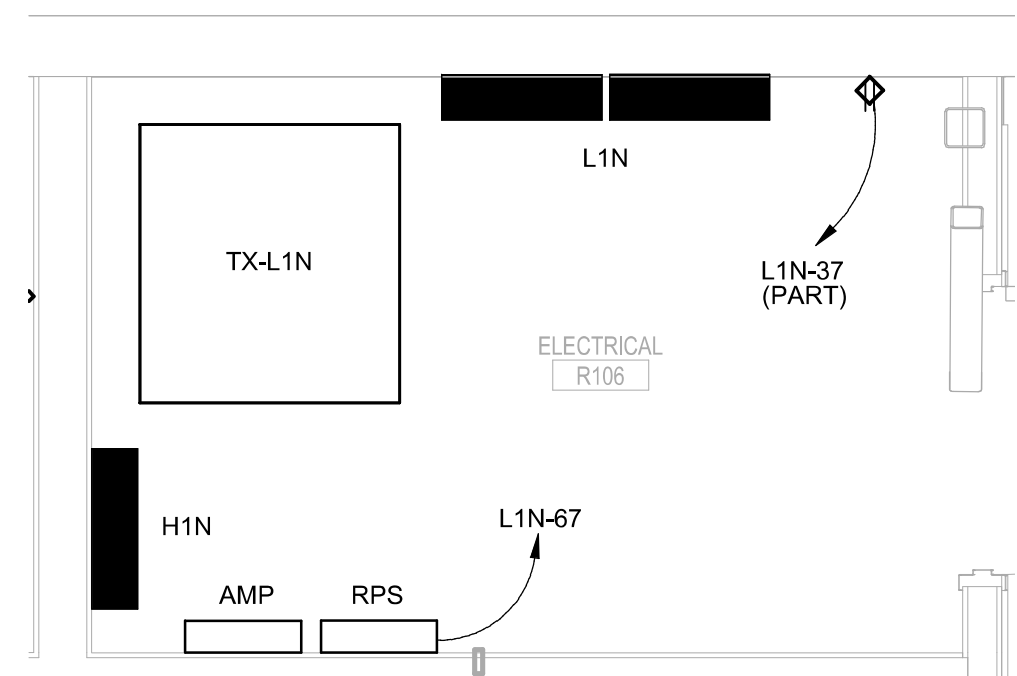 L1N
TX-L1N
L1N-37
(PART)
ELECTRICAL
R106
H1N
L1N-67
AMP
RPS